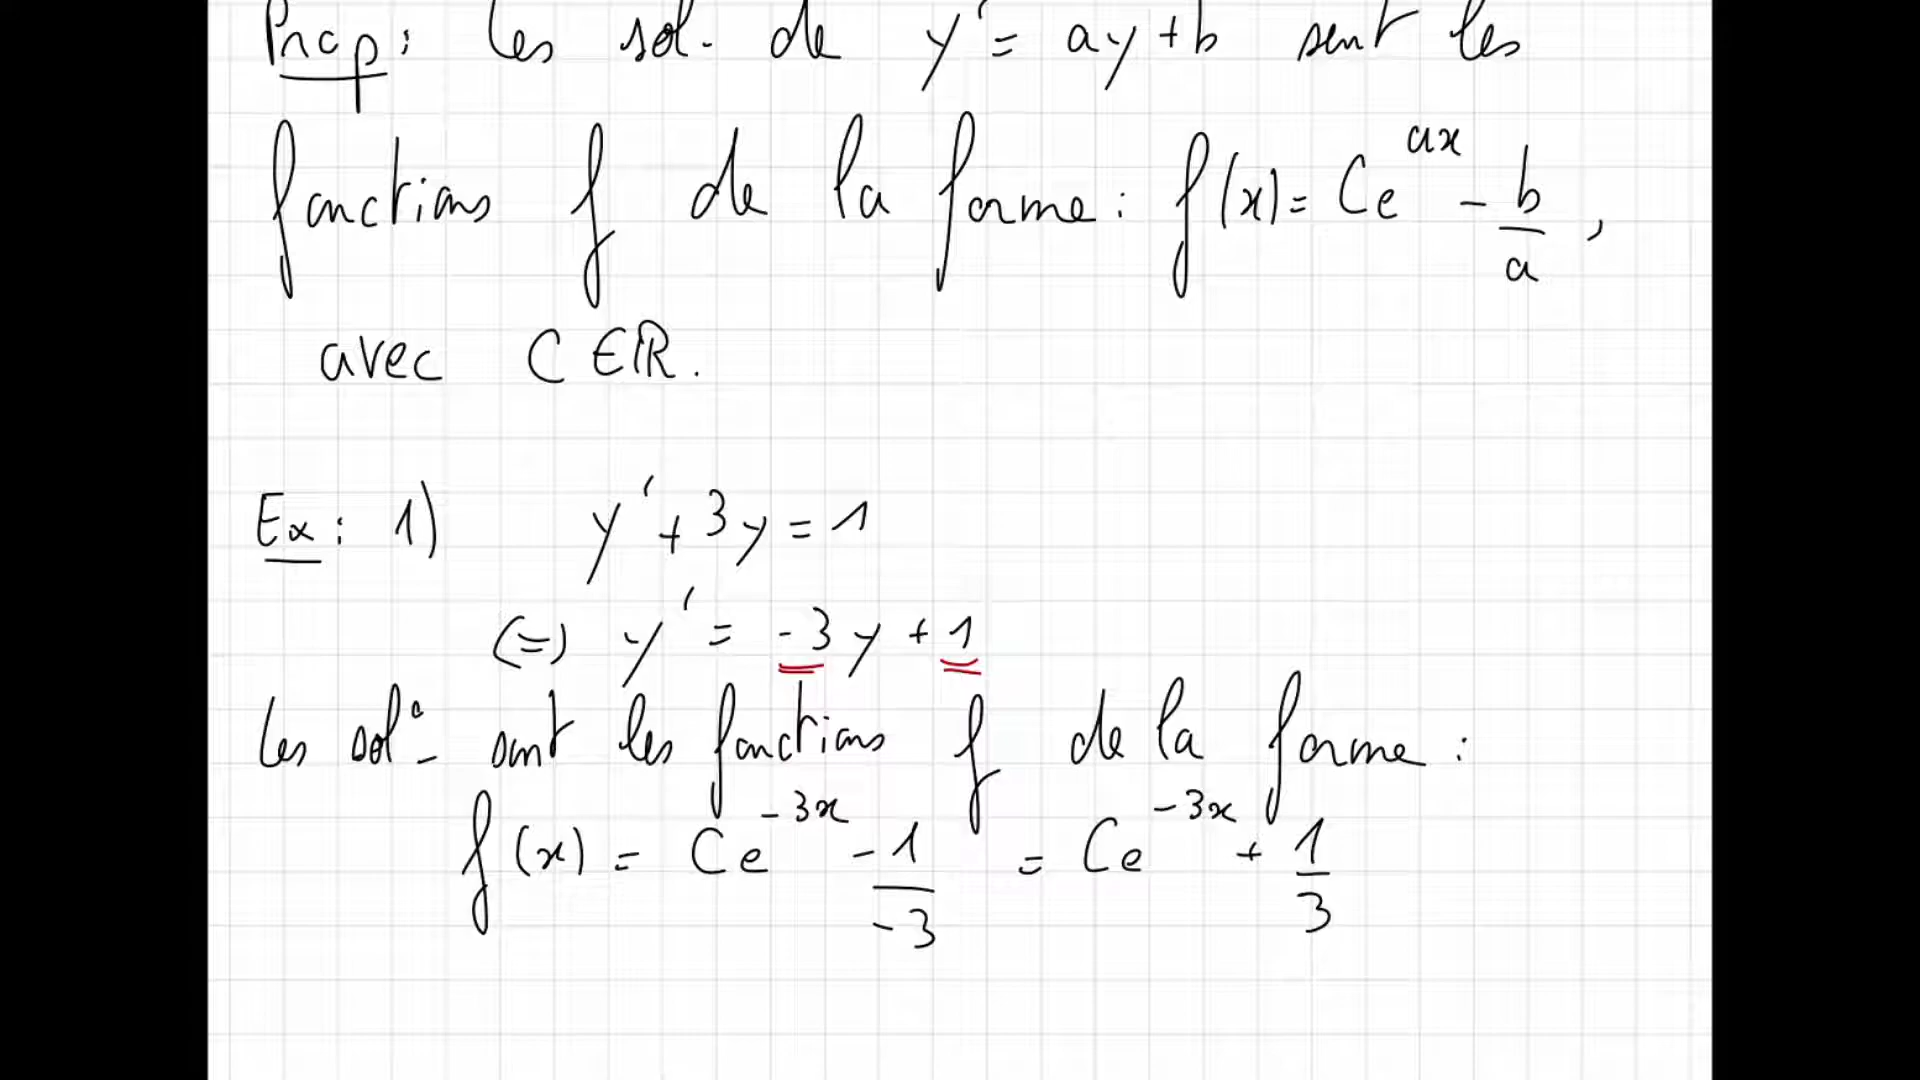 Prop: Les sol. de y' = ay + b sont les
fonctions f de la forme: f(x) = Ce^{ax} - b/a,
avec C ∈ ℝ.
Ex: 1) y' + 3y = 1
(=) y' = -3y + 1
Les sol° sont les fonctions f de la forme:
f(x) = Ce^{-3x} - 1/-3 = Ce^{-3x} + 1/3